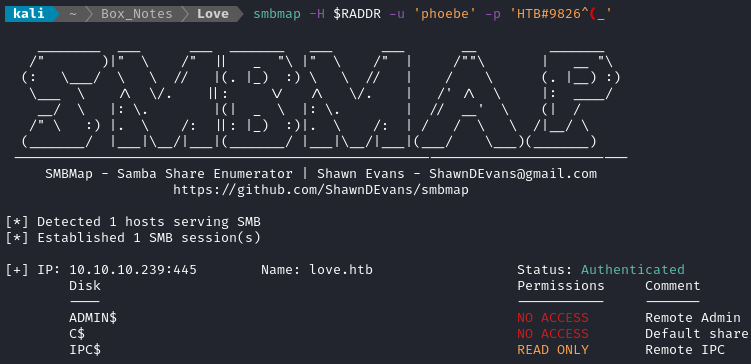 kali ~ Box_Notes Love smbmap -H $RADDR -u 'phoebe' -p 'HTB#9826^(_'
SMBMAP
SMBMap - Samba Share Enumerator | Shawn Evans - ShawnDEvans@gmail.com
https://github.com/ShawnDEvans/smbmap
[*] Detected 1 hosts serving SMB
[*] Established 1 SMB session(s)
[+] IP: 10.10.10.239:445 Name: love.htb Status: Authenticated
Disk Permissions Comment
---- ----------- -------
ADMIN$ NO ACCESS Remote Admin
C$ NO ACCESS Default share
IPC$ READ ONLY Remote IPC